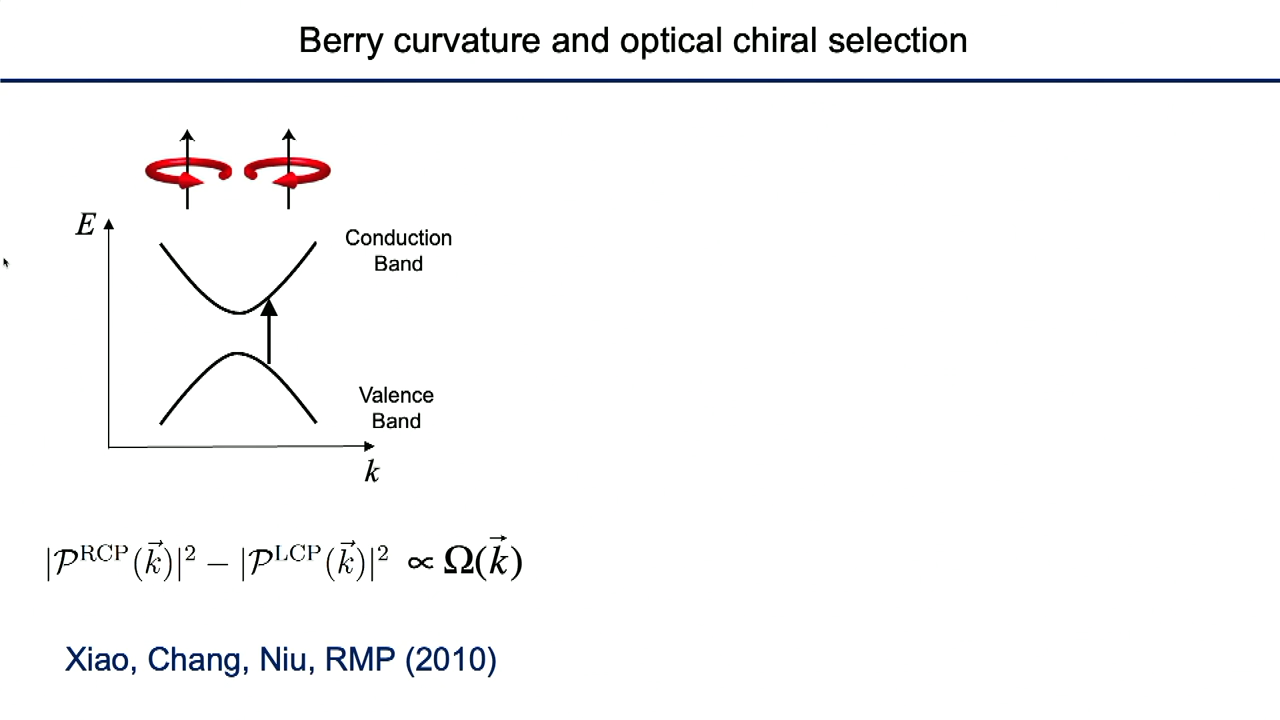 Berry curvature and optical chiral selection
E
Conduction
Band
Valence
Band
k
|𝒫^RCP(k⃗)|² − |𝒫^LCP(k⃗)|² ∝ Ω(k⃗)
Xiao, Chang, Niu, RMP (2010)